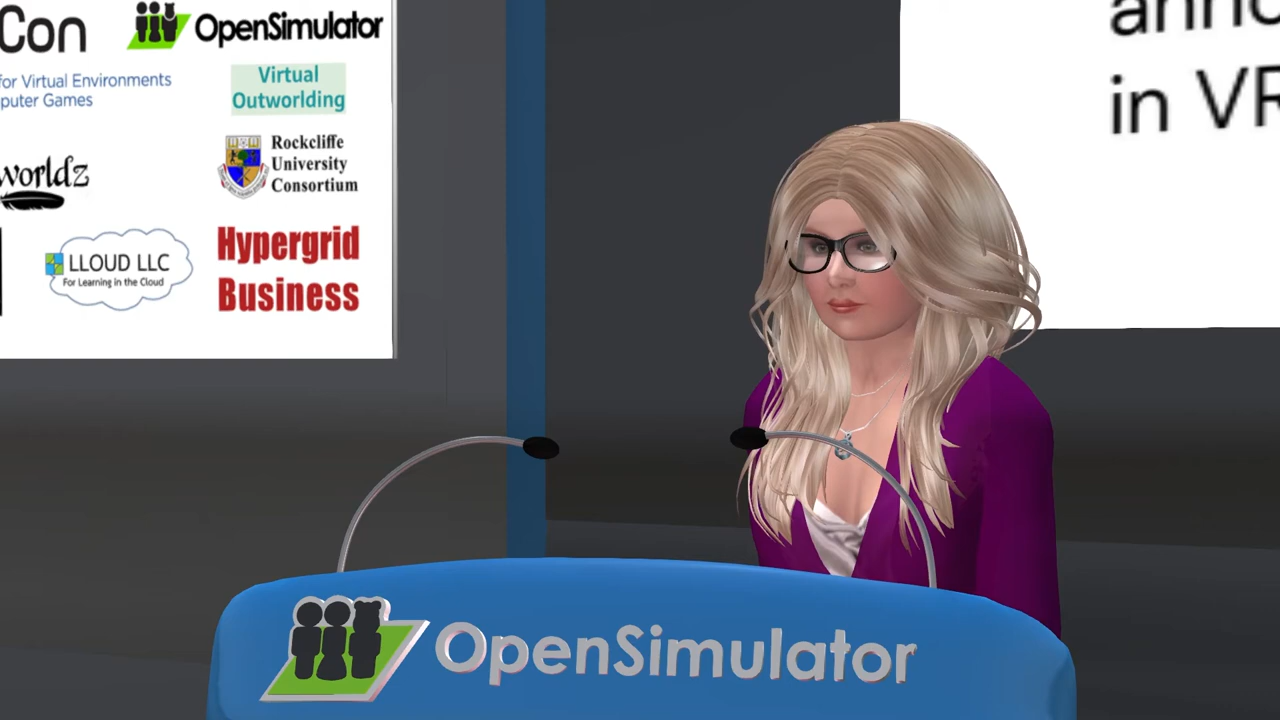 Con
OpenSimulator
for Virtual Environments
puter Games
Virtual
Outworlding
worldz
Rockcliffe
University
Consortium
LLOUD LLC
For Learning in the Cloud
Hypergrid
Business
in VR
OpenSimulator